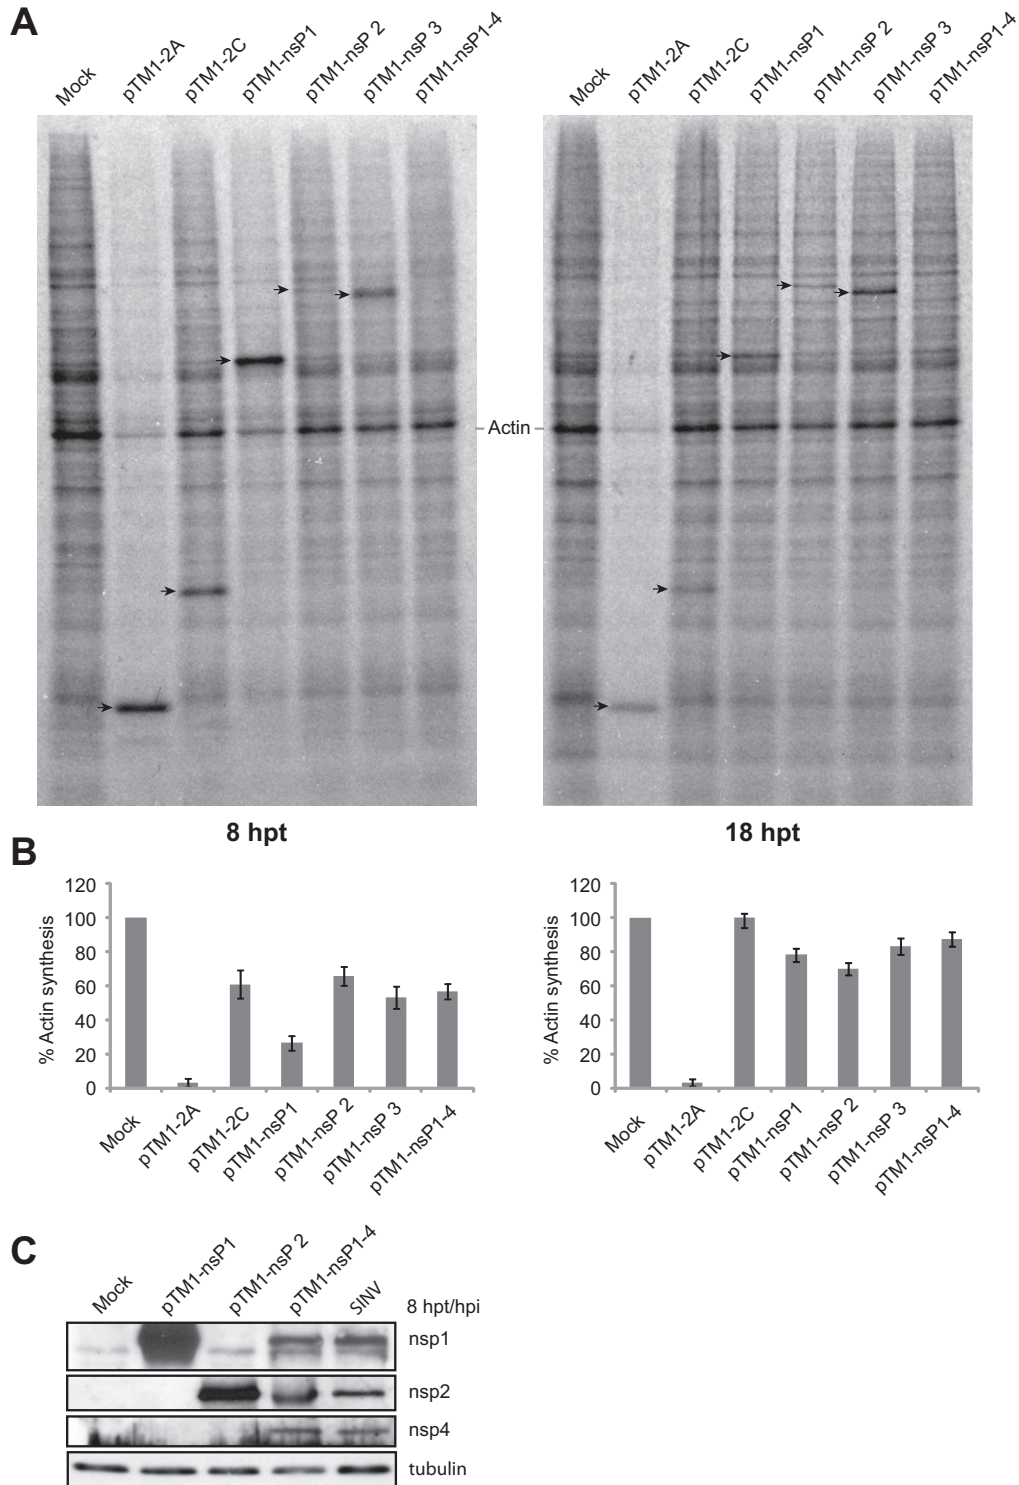 A
Mock pTM1-2A pTM1-2C pTM1-nsP1 pTM1-nsP 2 pTM1-nsP 3 pTM1-nsP1-4
Mock pTM1-2A pTM1-2C pTM1-nsP1 pTM1-nsP 2 pTM1-nsP 3 pTM1-nsP1-4
Actin
8 hpt
18 hpt
B
% Actin synthesis
120
100
80
60
40
20
0
Mock pTM1-2A pTM1-2C pTM1-nsP1 pTM1-nsP 2 pTM1-nsP 3 pTM1-nsP1-4
% Actin synthesis
120
100
80
60
40
20
0
Mock pTM1-2A pTM1-2C pTM1-nsP1 pTM1-nsP 2 pTM1-nsP 3 pTM1-nsP1-4
C
Mock pTM1-nsP1 pTM1-nsP 2 pTM1-nsP1-4 SINV
8 hpt/hpi
nsp1
nsp2
nsp4
tubulin